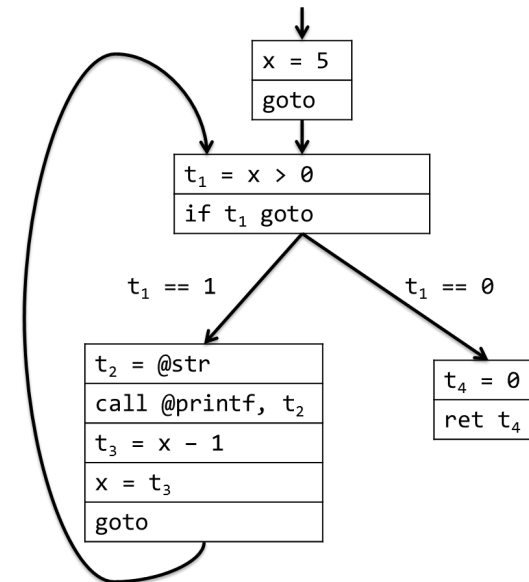 x = 5
goto
t₁ = x > 0
if t₁ goto
t₁ == 1
t₁ == 0
t₂ = @str
call @printf, t₂
t₃ = x – 1
x = t₃
goto
t₄ = 0
ret t₄